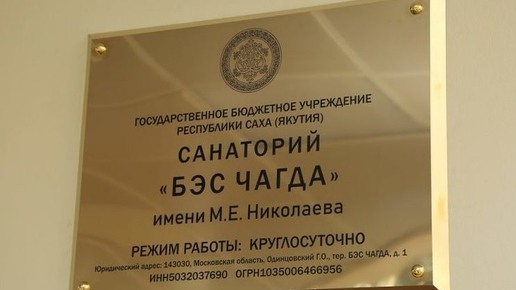 ГОСУДАРСТВЕННОЕ БЮДЖЕТНОЕ УЧРЕЖДЕНИЕ
РЕСПУБЛИКИ САХА (ЯКУТИЯ)
САНАТОРИЙ
«БЭС ЧАГДА»
имени М.Е. Николаева
РЕЖИМ РАБОТЫ: КРУГЛОСУТОЧНО
Юридический адрес: 143030, Московская область, Одинцовский Г.О., тер. БЭС ЧАГДА, д. 1
ИНН5032037690 ОГРН1035006466956